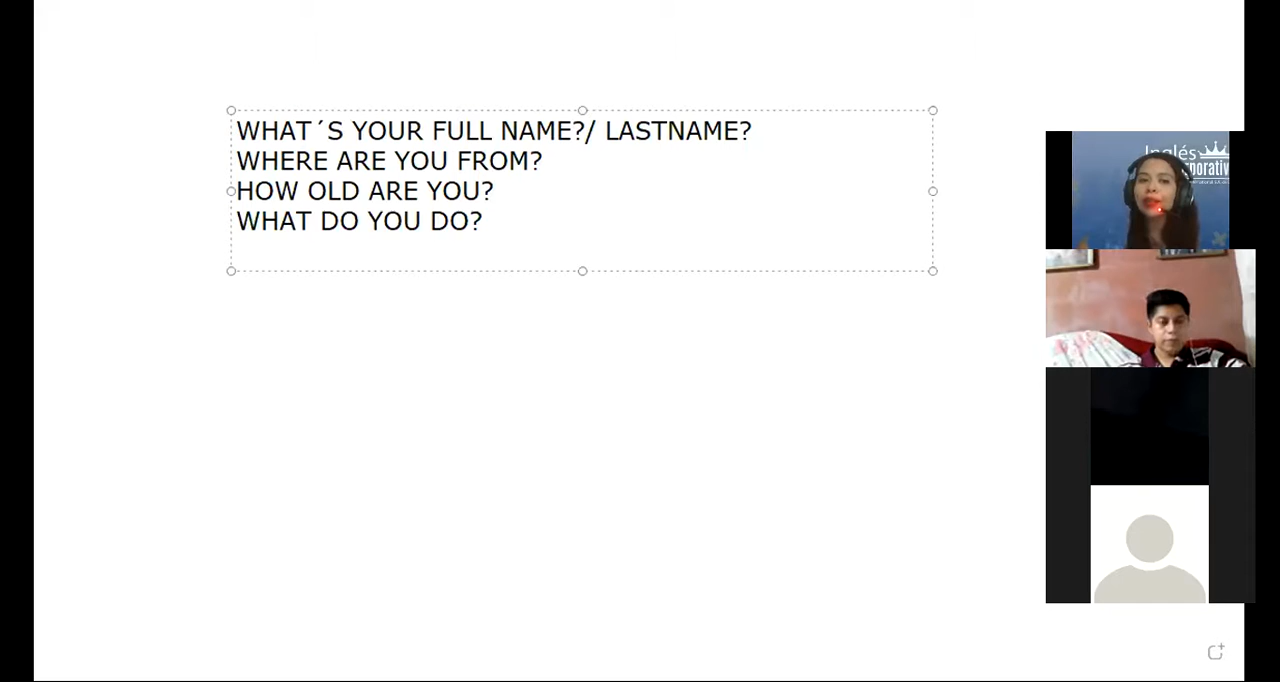 WHAT´S YOUR FULL NAME?/ LASTNAME?
WHERE ARE YOU FROM?
HOW OLD ARE YOU?
WHAT DO YOU DO?
Inglés